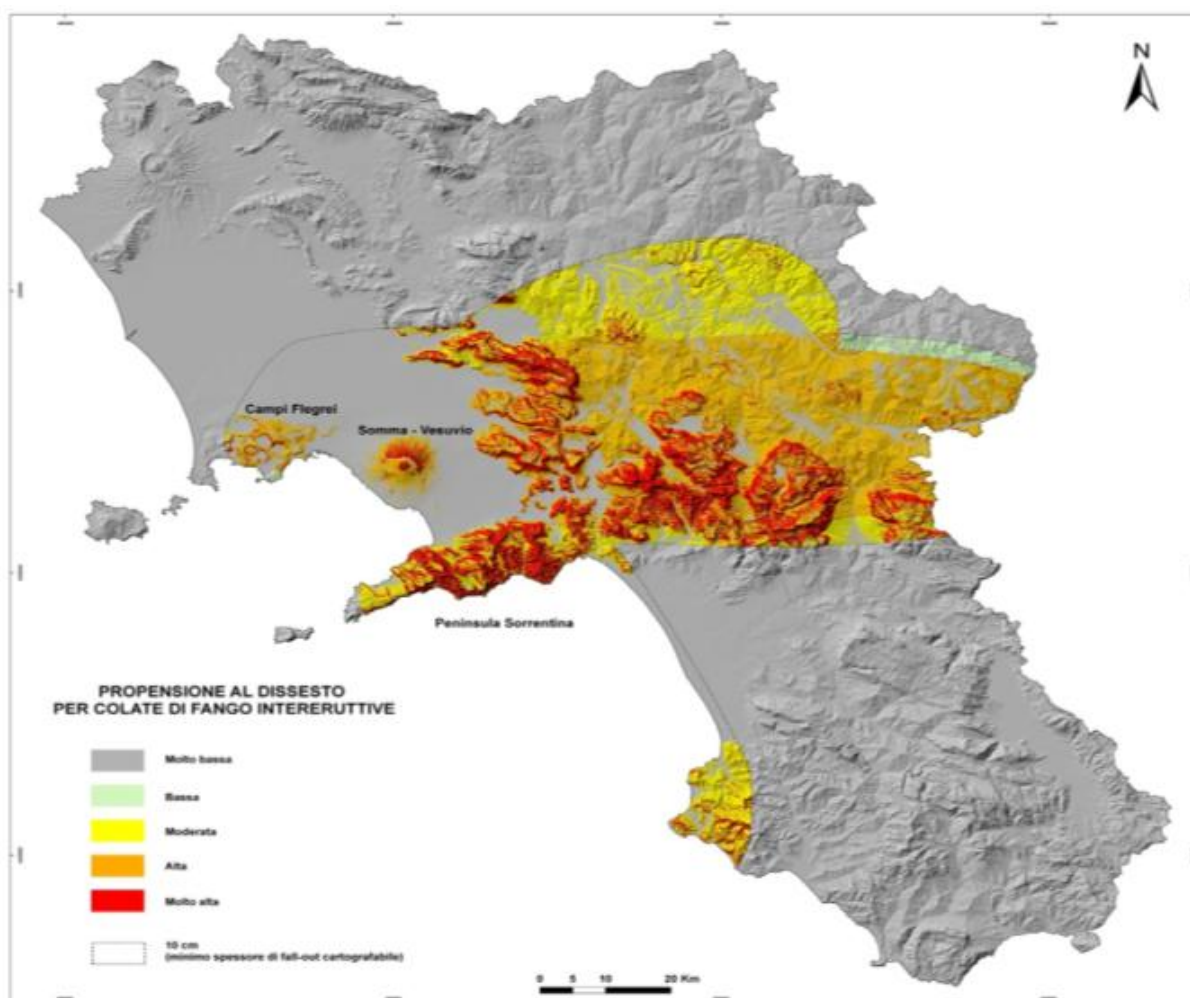 N
Campi Flegrei
Somma - Vesuvio
Peninsula Sorrentina
PROPENSIONE AL DISSESTO
PER COLATE DI FANGO INTERERUTTIVE
Molto bassa
Bassa
Moderata
Alta
Molto alta
10 cm
(minimo spessore di fall-out cartografabile)
0 5 10 20 Km